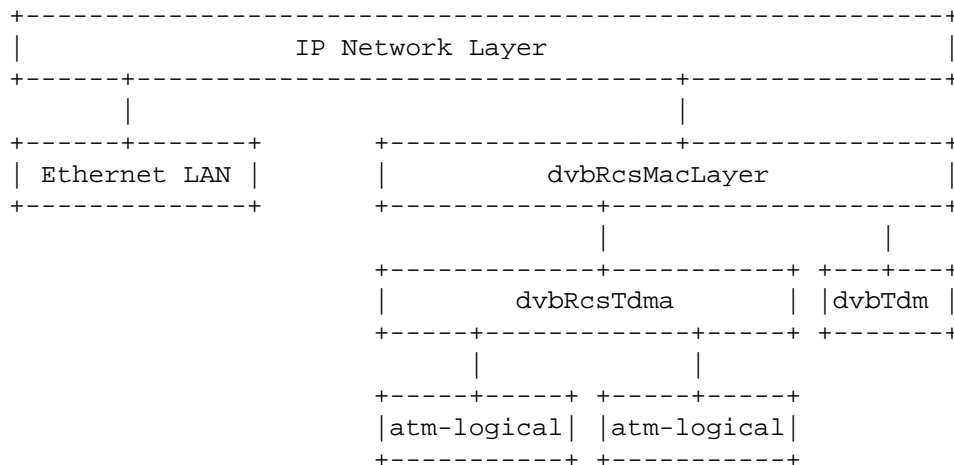 IP Network Layer
Ethernet LAN dvbRcsMacLayer
dvbRcsTdma dvbTdm
atm-logical atm-logical